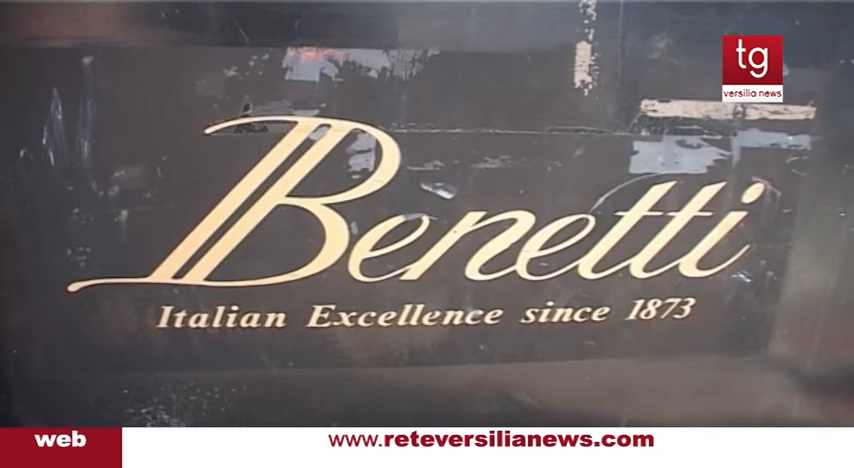 tg
versilia news
Benetti
Italian Excellence since 1873
web
www.reteversilianews.com